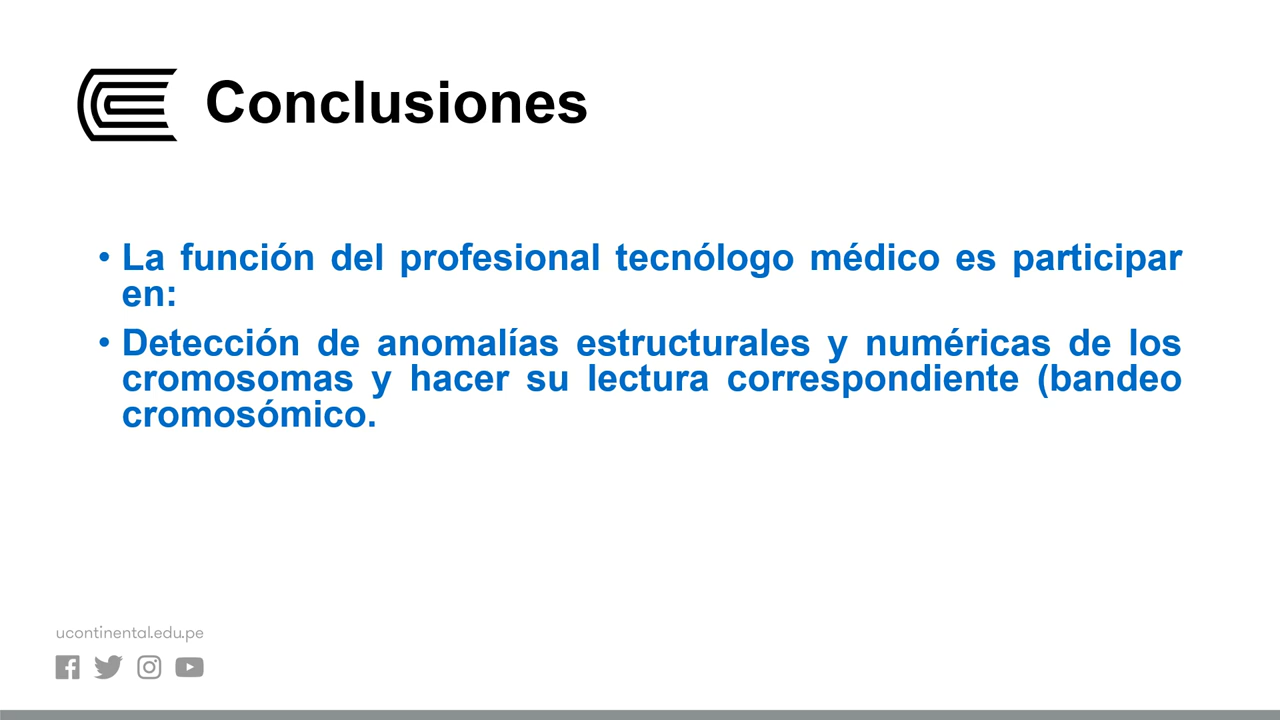 Conclusiones
• La función del profesional tecnólogo médico es participar
en:
• Detección de anomalías estructurales y numéricas de los
cromosomas y hacer su lectura correspondiente (bandeo
cromosómico.
ucontinental.edu.pe